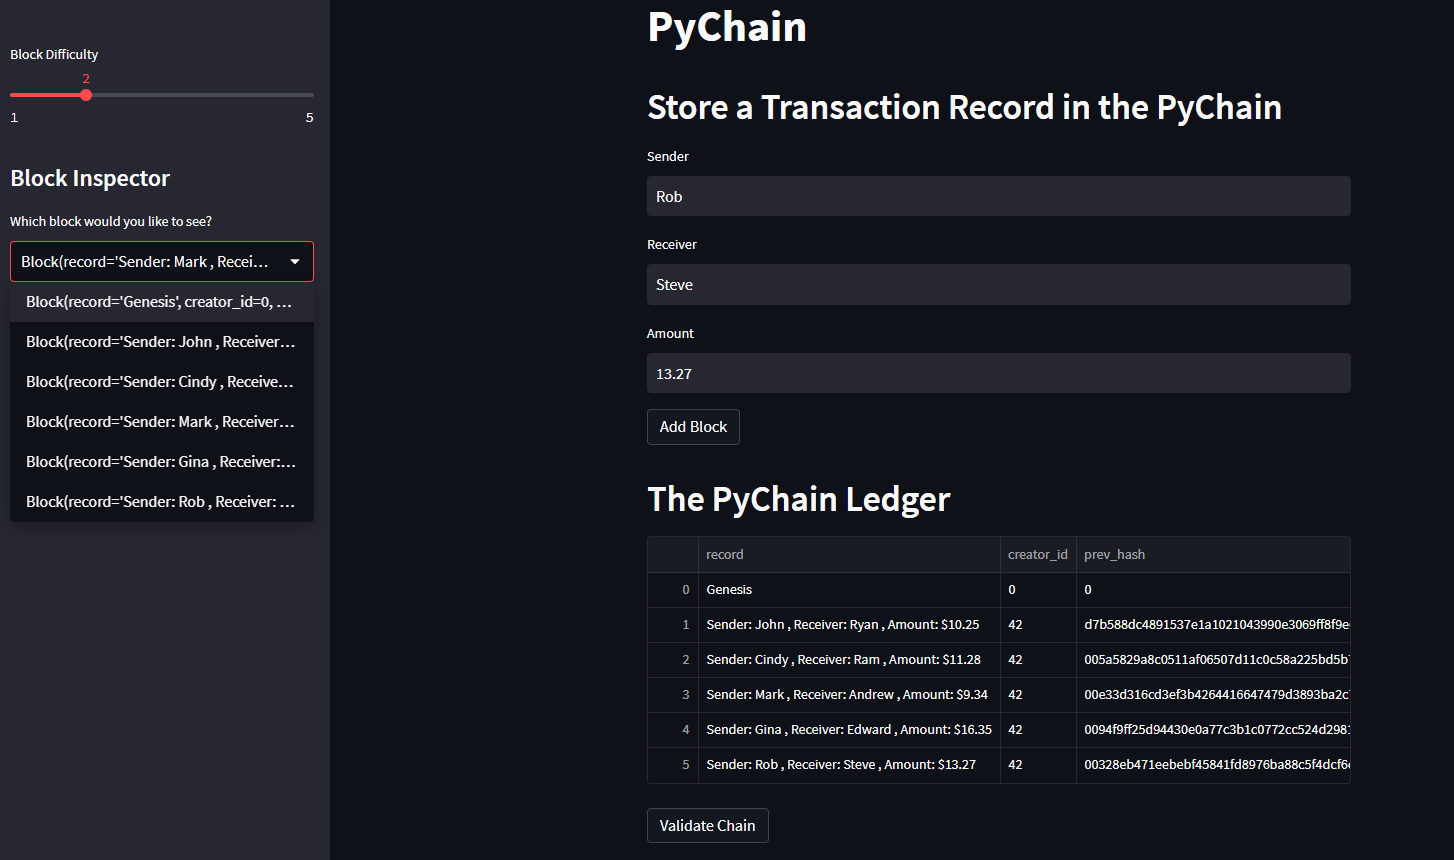 Block Difficulty
2
1 5
Block Inspector
Which block would you like to see?
Block(record='Sender: Mark , Recei...
Block(record='Genesis', creator_id=0, ...
Block(record='Sender: John , Receiver...
Block(record='Sender: Cindy , Receive...
Block(record='Sender: Mark , Receiver...
Block(record='Sender: Gina , Receiver:...
Block(record='Sender: Rob , Receiver: ...
PyChain
Store a Transaction Record in the PyChain
Sender
Rob
Receiver
Steve
Amount
13.27
Add Block
The PyChain Ledger
record creator_id prev_hash
0 Genesis 0 0
1 Sender: John , Receiver: Ryan , Amount: $10.25 42 d7b588dc4891537e1a1021043990e3069ff8f9e
2 Sender: Cindy , Receiver: Ram , Amount: $11.28 42 005a5829a8c0511af06507d11c0c58a225bd5b
3 Sender: Mark , Receiver: Andrew , Amount: $9.34 42 00e33d316cd3ef3b4264416647479d3893ba2c
4 Sender: Gina , Receiver: Edward , Amount: $16.35 42 0094f9ff25d94430e0a77c3b1c0772cc524d298
5 Sender: Rob , Receiver: Steve , Amount: $13.27 42 00328eb471eebebf45841fd8976ba88c5f4dcf6
Validate Chain